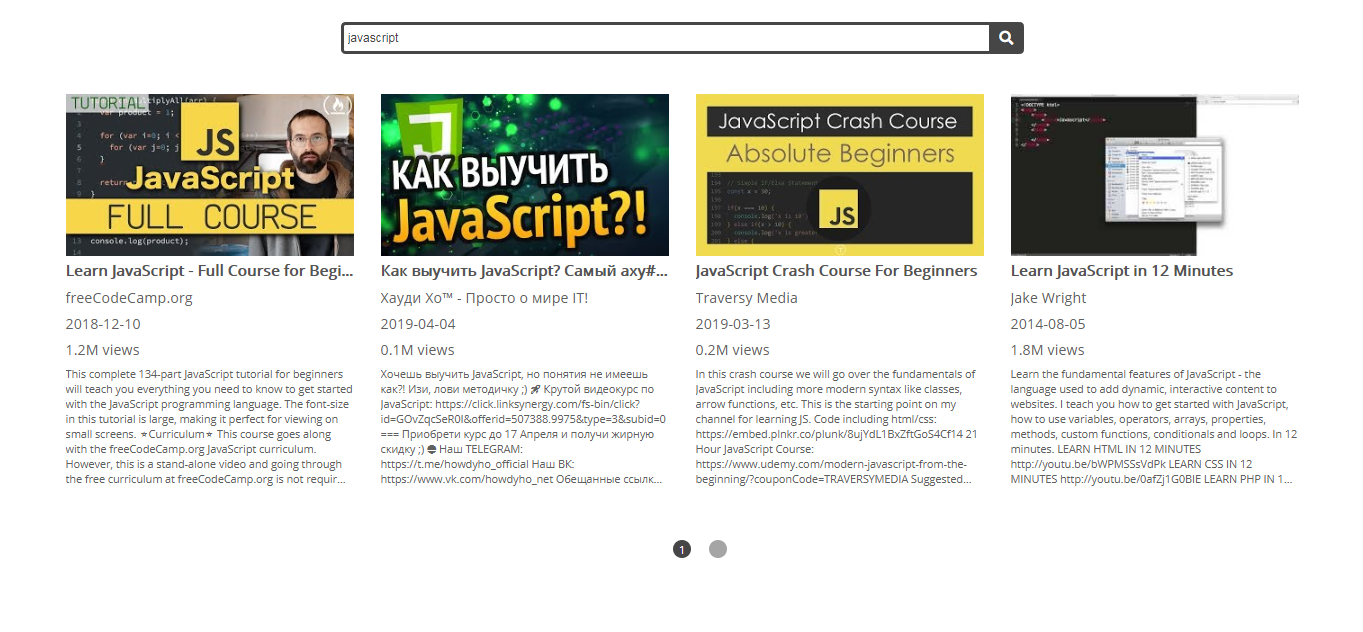 javascript
TUTORIAL
var product = 1;
for (var i=0; i <
for (var j=0; j
return
}
JS
JavaScript
FULL COURSE
console.log(product);
КАК ВЫУЧИТЬ
JavaScript?!
JavaScript Crash Course
Absolute Beginners
JS
Learn JavaScript - Full Course for Begi...
freeCodeCamp.org
2018-12-10
1.2M views
This complete 134-part JavaScript tutorial for beginners
will teach you everything you need to know to get started
with the JavaScript programming language. The font-size
in this tutorial is large, making it perfect for viewing on
small screens. ⭐Curriculum⭐ This course goes along
with the freeCodeCamp.org JavaScript curriculum.
However, this is a stand-alone video and going through
the free curriculum at freeCodeCamp.org is not requir...
Как выучить JavaScript? Самый аху#...
Хауди Хо™ - Просто о мире IT!
2019-04-04
0.1M views
Хочешь выучить JavaScript, но понятия не имеешь
как?! Изи, лови методичку ;) 🚀 Крутой видеокурс по
JavaScript: https://click.linksynergy.com/fs-bin/click?
id=GOvZqcSeR0I&offerid=507388.9975&type=3&subid=0
=== Приобрети курс до 17 Апреля и получи жирную
скидку ;) Наш TELEGRAM:
https://t.me/howdyho_official Наш ВК:
https://www.vk.com/howdyho_net Обещанные ссылк...
JavaScript Crash Course For Beginners
Traversy Media
2019-03-13
0.2M views
In this crash course we will go over the fundamentals of
JavaScript including more modern syntax like classes,
arrow functions, etc. This is the starting point on my
channel for learning JS. Code including html/css:
https://embed.plnkr.co/plunk/8ujYdL1BxZftGoS4Cf14 21
Hour JavaScript Course:
https://www.udemy.com/modern-javascript-from-the-
beginning/?couponCode=TRAVERSYMEDIA Suggested...
Learn JavaScript in 12 Minutes
Jake Wright
2014-08-05
1.8M views
Learn the fundamental features of JavaScript - the
language used to add dynamic, interactive content to
websites. I teach you how to get started with JavaScript,
how to use variables, operators, arrays, properties,
methods, custom functions, conditionals and loops. In 12
minutes. LEARN HTML IN 12 MINUTES
http://youtu.be/bWPMSSsVdPk LEARN CSS IN 12
MINUTES http://youtu.be/0afZj1G0BIE LEARN PHP IN 1...
1